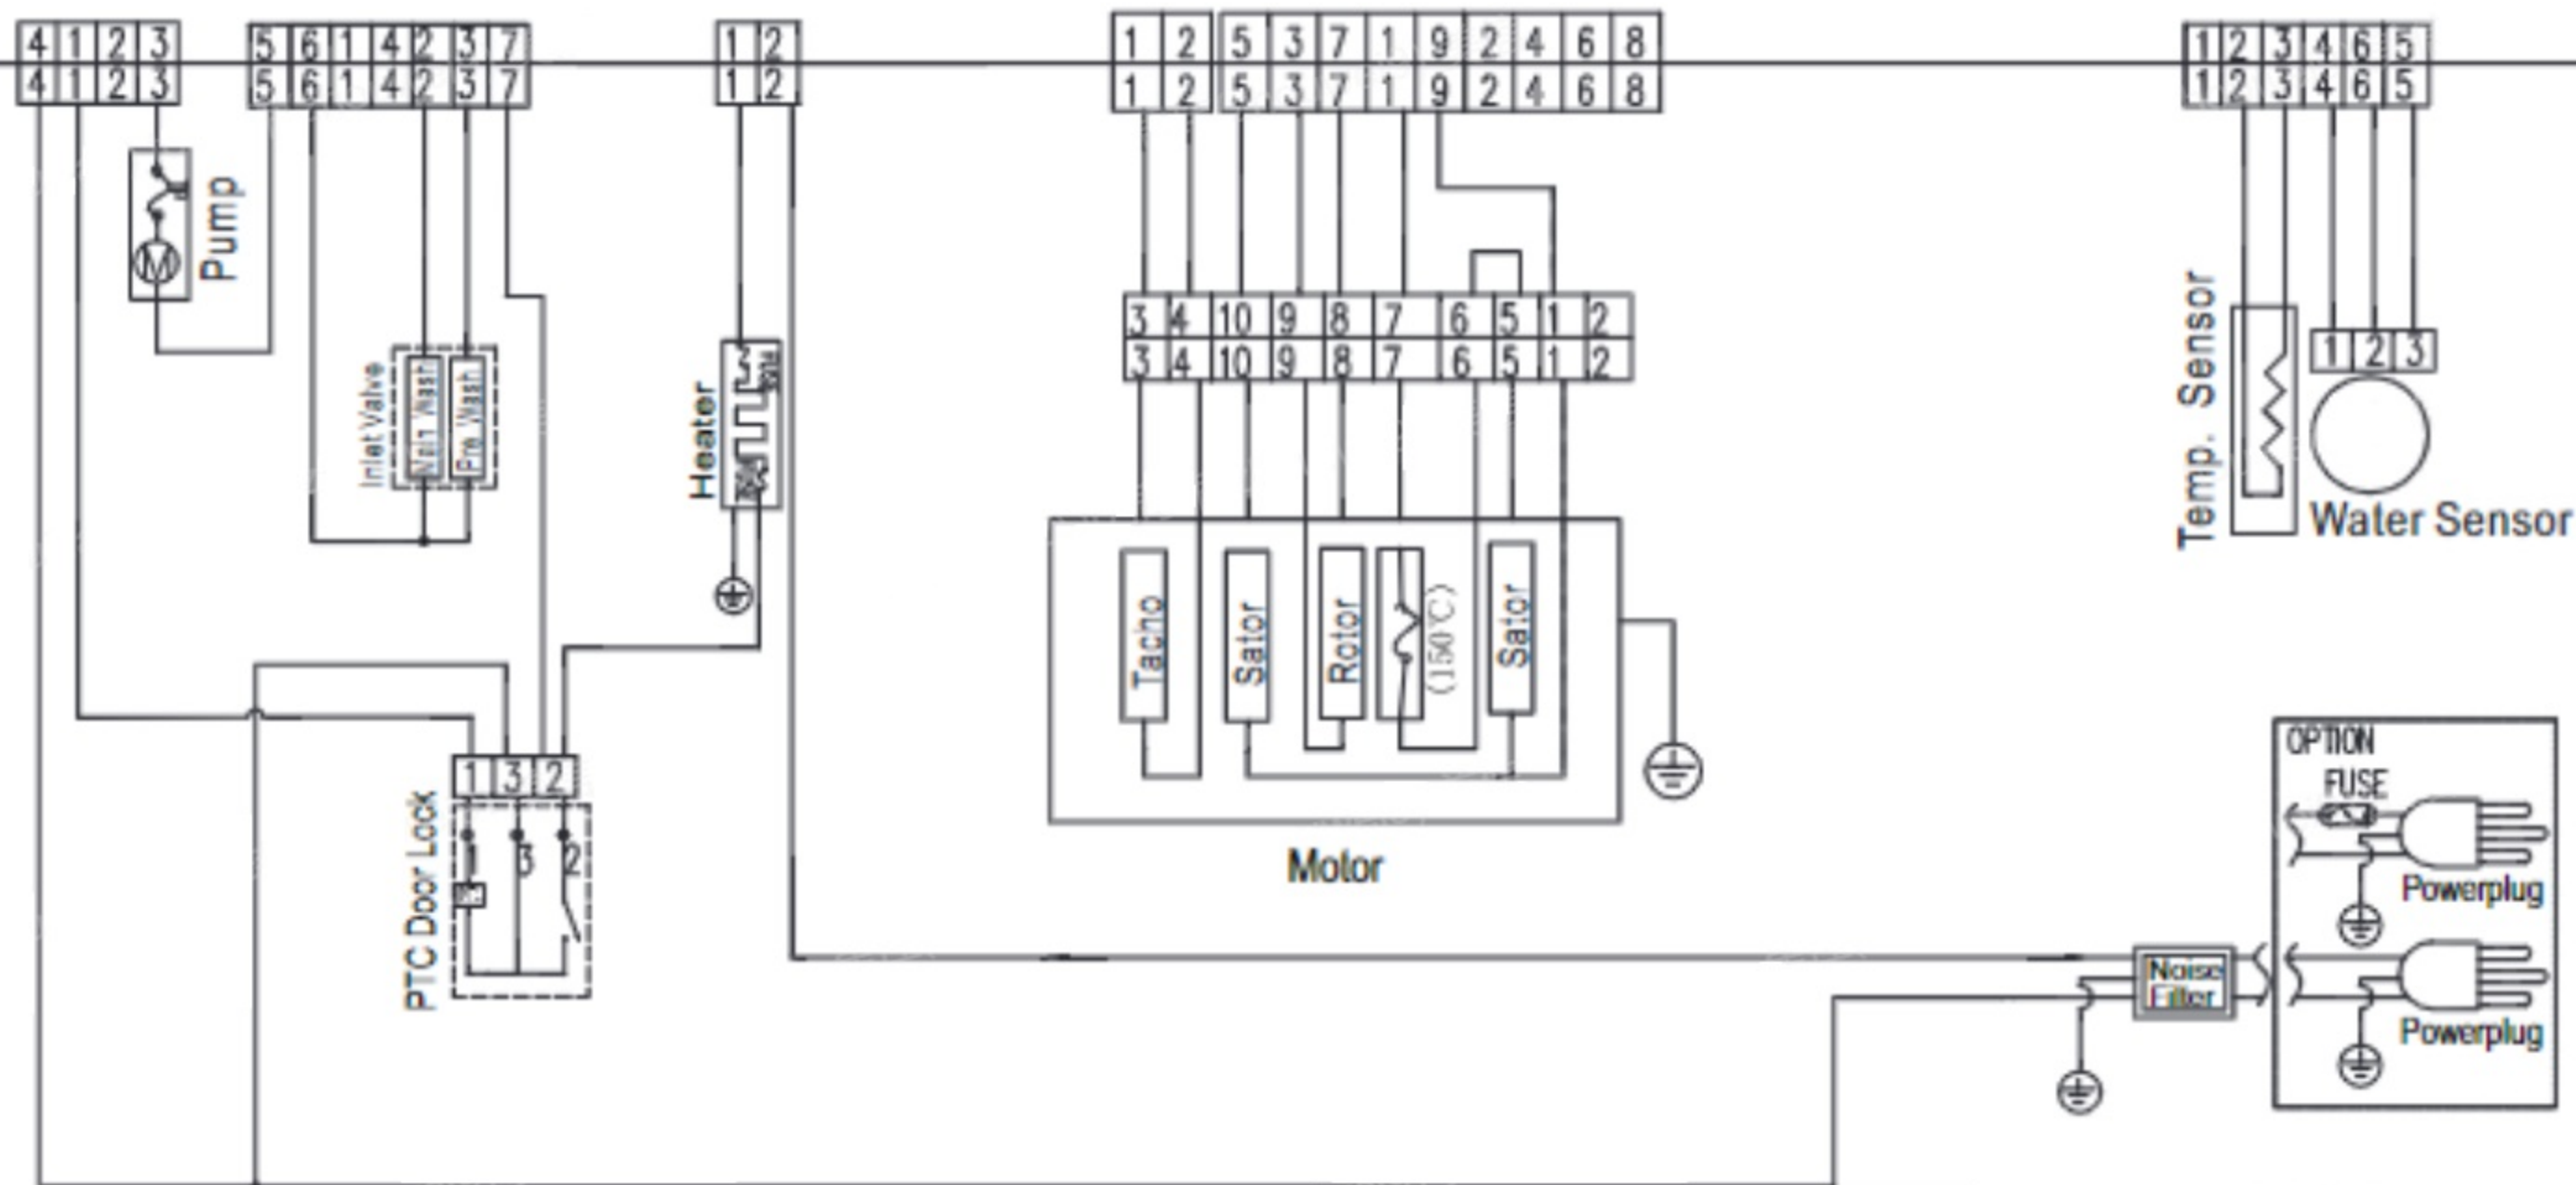 4 1 2 3
4 1 2 3
5 6 1 4 2 3 7
5 6 1 4 2 3 7
1 2
1 2
1 2 5 3 7 1 9 2 4 6 8
1 2 5 3 7 1 9 2 4 6 8
1 2 3 4 6 5
1 2 3 4 6 5
M
Pump
Inlet Valve
Main Wash
Pre Wash
Heater
3 4 10 9 8 7 6 5 1 2
3 4 10 9 8 7 6 5 1 2
Tacho
Sator
Rotor
(150℃)
Sator
Motor
Temp. Sensor
1 2 3
Water Sensor
1 3 2
PTC Door Lock
1 3 2
OPTION
FUSE
Powerplug
Noise
Filter
Powerplug